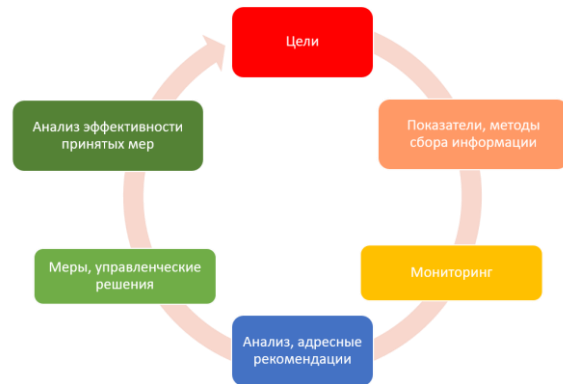 Цели
Показатели, методы
сбора информации
Мониторинг
Анализ, адресные
рекомендации
Меры, управленческие
решения
Анализ эффективности
принятых мер